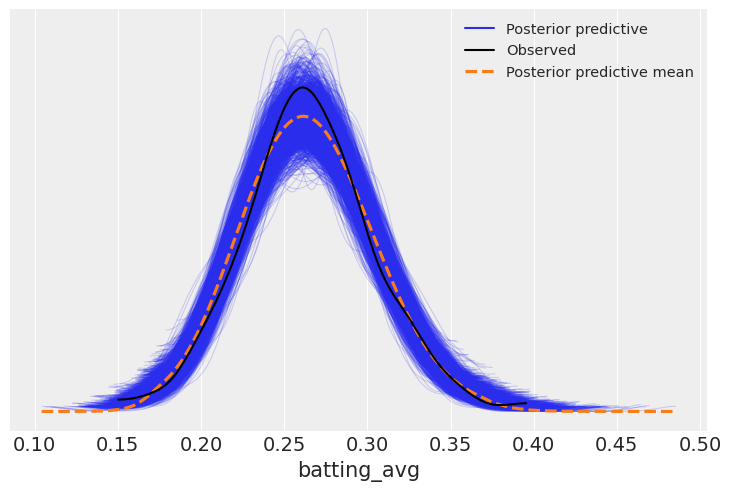 Posterior predictive
Observed
Posterior predictive mean
0.10 0.15 0.20 0.25 0.30 0.35 0.40 0.45 0.50
batting_avg